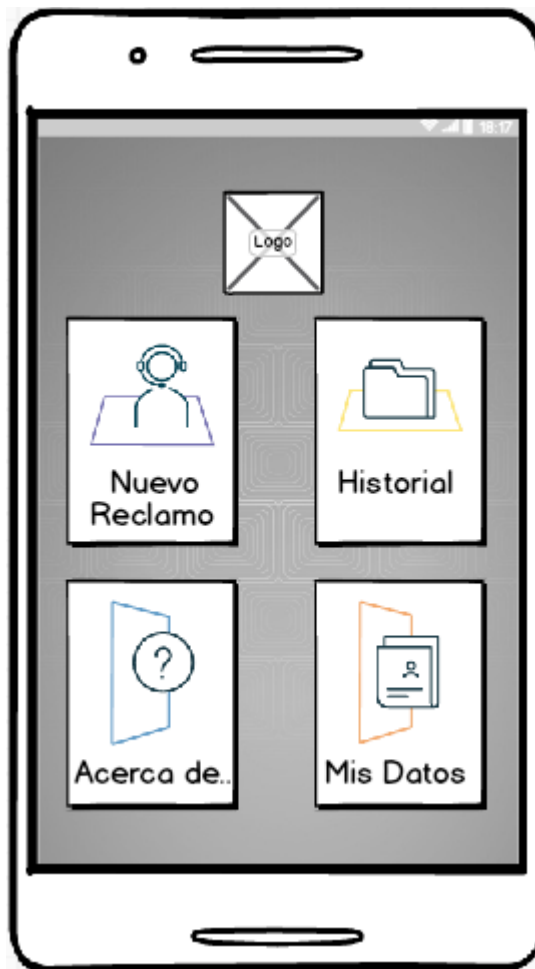 18:17
Logo
Nuevo
Reclamo
Historial
?
Acerca de..
Mis Datos